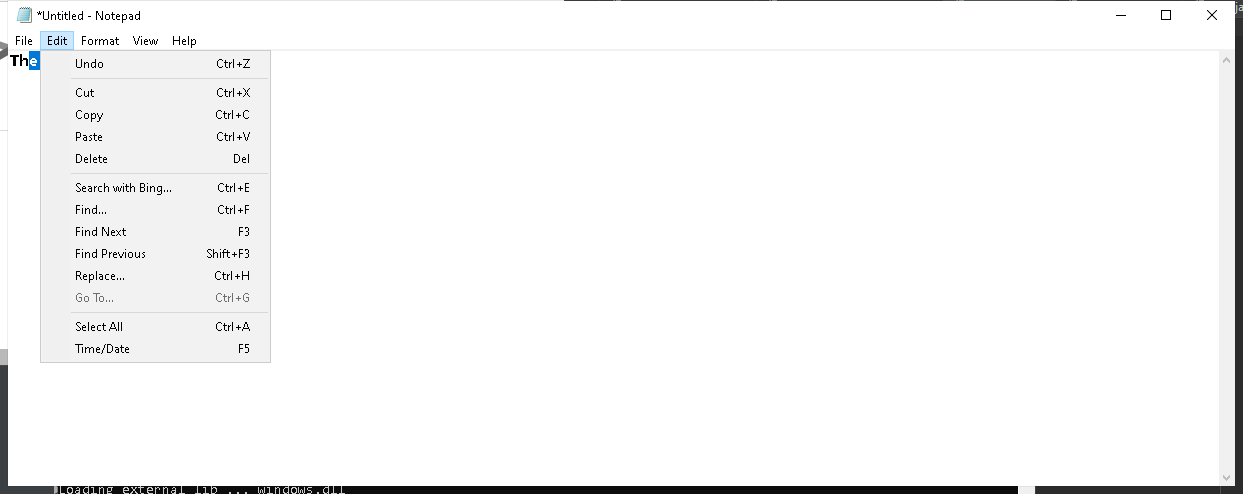 *Untitled - Notepad
File Edit Format View Help
The
Undo Ctrl+Z
Cut Ctrl+X
Copy Ctrl+C
Paste Ctrl+V
Delete Del
Search with Bing... Ctrl+E
Find... Ctrl+F
Find Next F3
Find Previous Shift+F3
Replace... Ctrl+H
Go To... Ctrl+G
Select All Ctrl+A
Time/Date F5
Loading external lib ... windows.dll